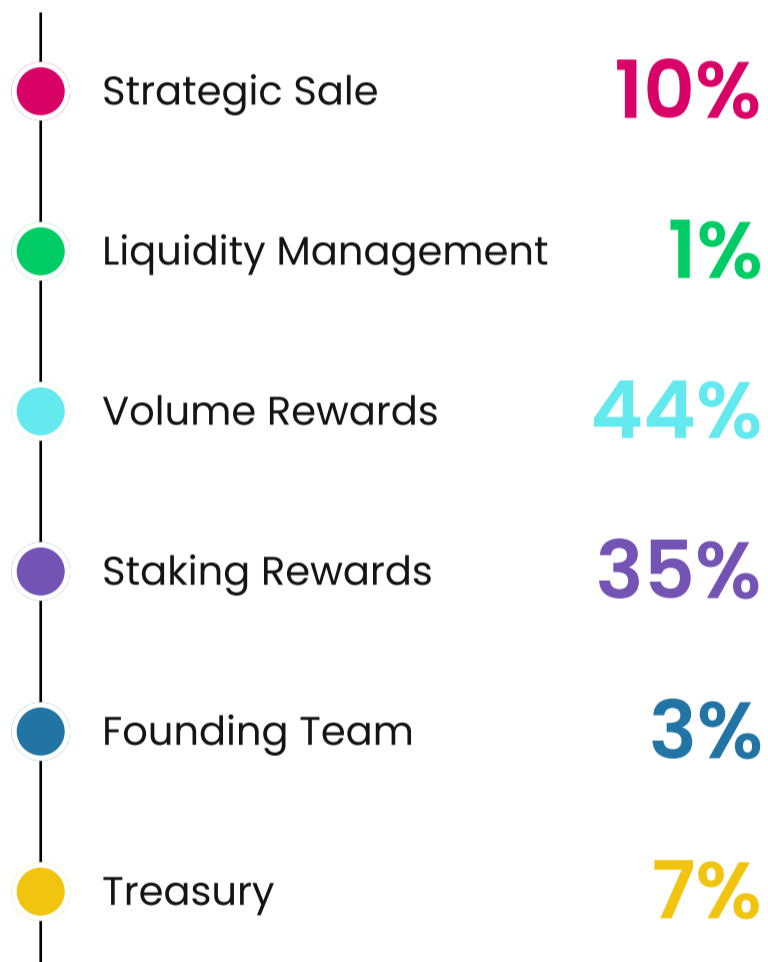 Strategic Sale 10%
Liquidity Management 1%
Volume Rewards 44%
Staking Rewards 35%
Founding Team 3%
Treasury 7%